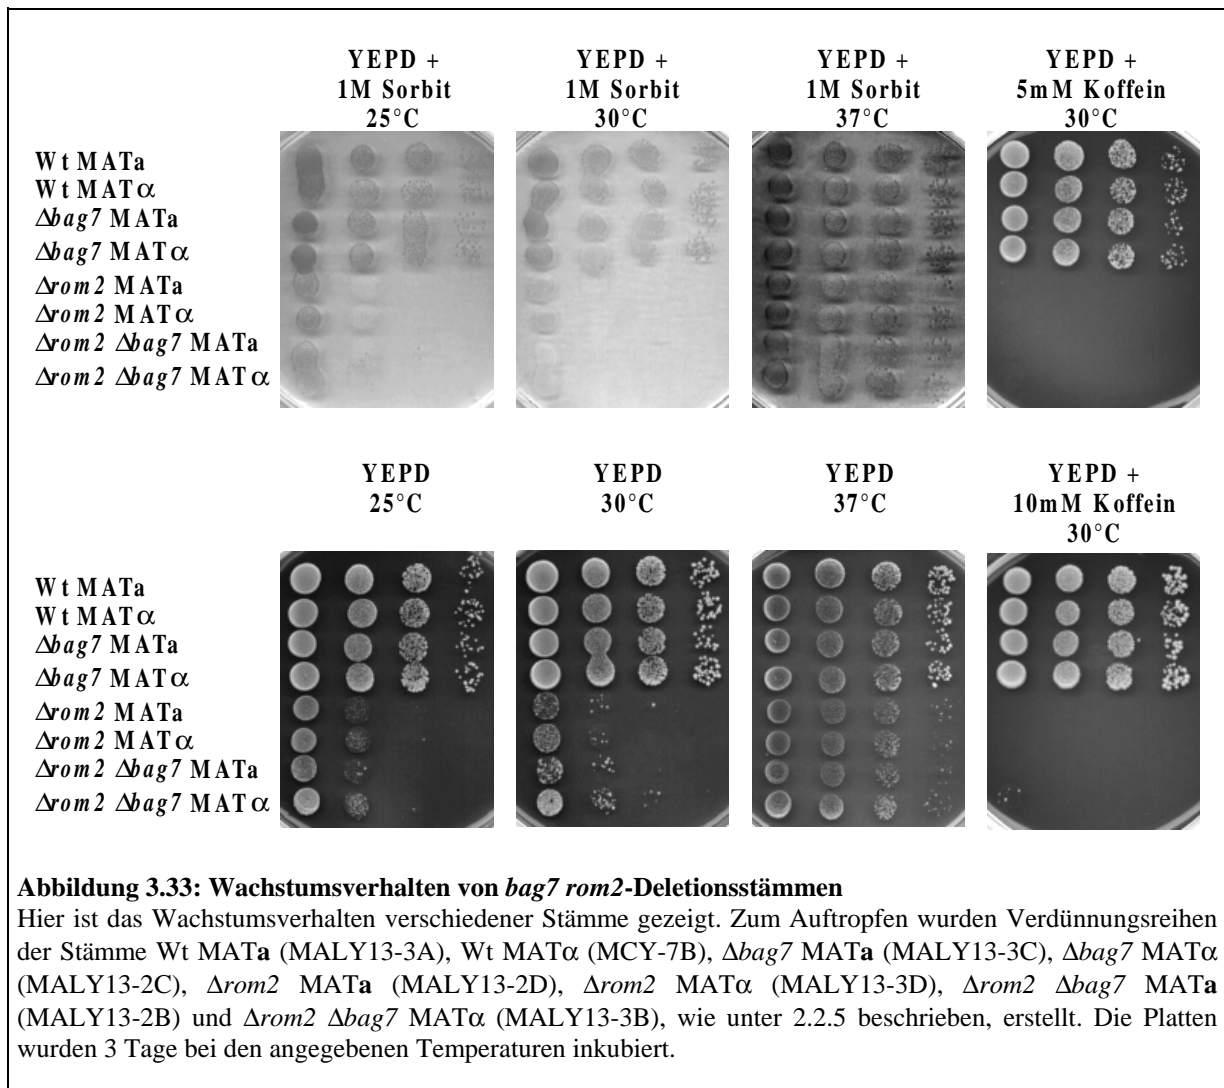 YEPD + 1M Sorbit 25°C
YEPD + 1M Sorbit 30°C
YEPD + 1M Sorbit 37°C
YEPD + 5mM Koffein 30°C
Wt MATa
Wt MATα
Δbag7 MATa
Δbag7 MATα
Δrom2 MATa
Δrom2 MATα
Δrom2 Δbag7 MATa
Δrom2 Δbag7 MATα
YEPD 25°C
YEPD 30°C
YEPD 37°C
YEPD + 10mM Koffein 30°C
Wt MATa
Wt MATα
Δbag7 MATa
Δbag7 MATα
Δrom2 MATa
Δrom2 MATα
Δrom2 Δbag7 MATa
Δrom2 Δbag7 MATα
Abbildung 3.33: Wachstumsverhalten von bag7 rom2-Deletionsstämmen
Hier ist das Wachstumsverhalten verschiedener Stämme gezeigt. Zum Auftropfen wurden Verdünnungsreihen
der Stämme Wt MATa (MALY13-3A), Wt MATα (MCY-7B), Δbag7 MATa (MALY13-3C), Δbag7 MATα
(MALY13-2C), Δrom2 MATa (MALY13-2D), Δrom2 MATα (MALY13-3D), Δrom2 Δbag7 MATa
(MALY13-2B) und Δrom2 Δbag7 MATα (MALY13-3B), wie unter 2.2.5 beschrieben, erstellt. Die Platten
wurden 3 Tage bei den angegebenen Temperaturen inkubiert.